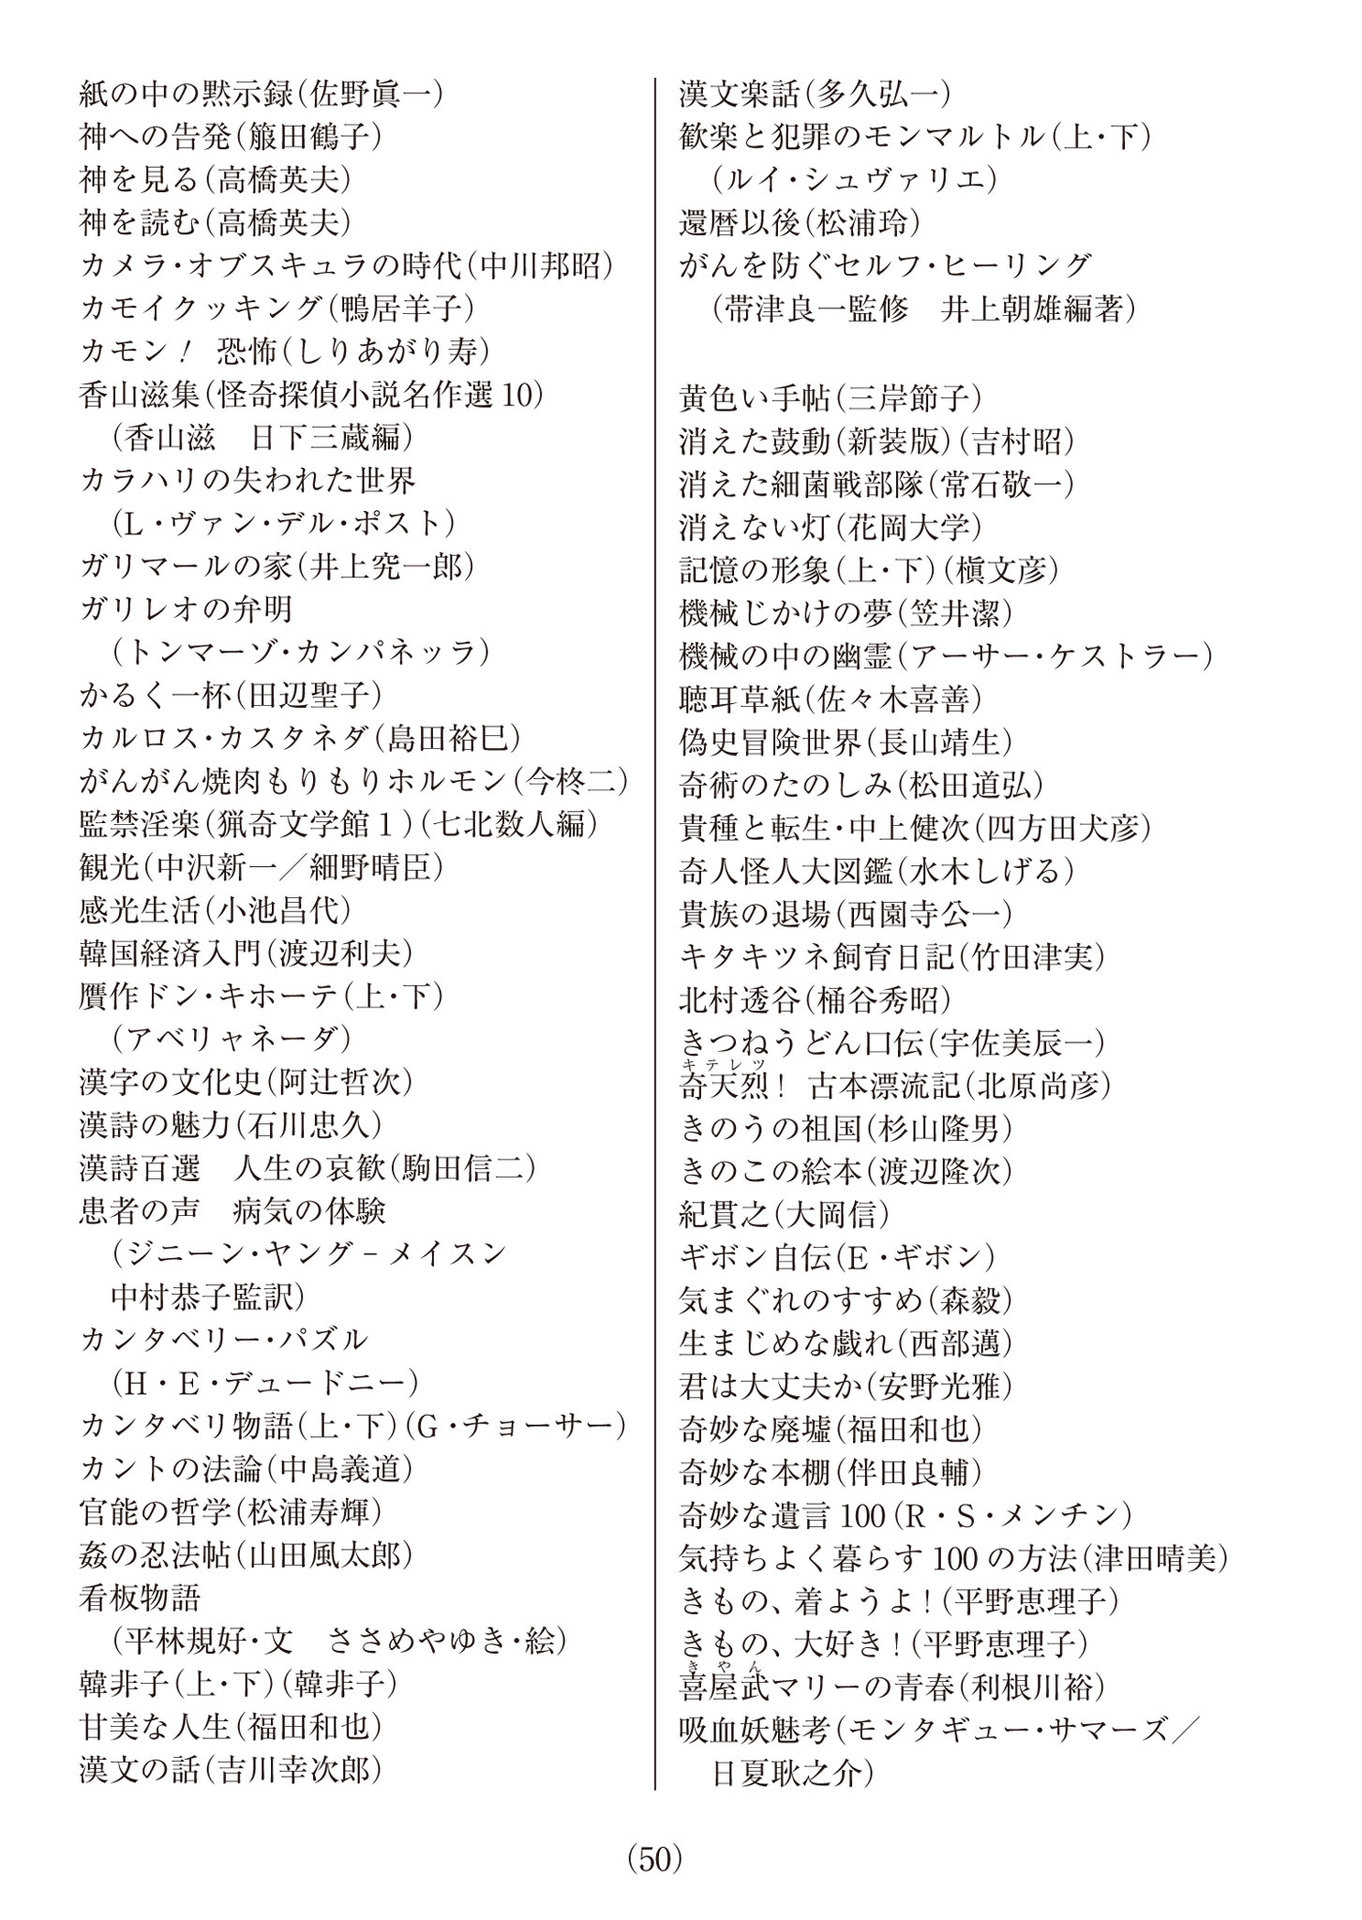 紙の中の黙示録(佐野眞一)
神への告発(箙田鶴子)
神を見る(高橋英夫)
神を読む(高橋英夫)
カメラ・オブスキュラの時代(中川邦昭)
カモイクッキング(鴨居羊子)
カモン！ 恐怖(しりあがり寿)
香山滋集(怪奇探偵小説名作選10)
(香山滋　日下三蔵編)
カラハリの失われた世界
(L・ヴァン・デル・ポスト)
ガリマールの家(井上究一郎)
ガリレオの弁明
(トンマーゾ・カンパネッラ)
かるく一杯(田辺聖子)
カルロス・カスタネダ(島田裕巳)
がんがん焼肉もりもりホルモン(今柊二)
監禁淫楽(猟奇文学館1)(七北数人編)
観光(中沢新一／細野晴臣)
感光生活(小池昌代)
韓国経済入門(渡辺利夫)
贋作ドン・キホーテ(上・下)
(アベリャネーダ)
漢字の文化史(阿辻哲次)
漢詩の魅力(石川忠久)
漢詩百選　人生の哀歓(駒田信二)
患者の声　病気の体験
(ジニーン・ヤング‐メイスン
中村恭子監訳)
カンタベリー・パズル
(H・E・デュードニー)
カンタベリ物語(上・下)(G・チョーサー)
カントの法論(中島義道)
官能の哲学(松浦寿輝)
姦の忍法帖(山田風太郎)
看板物語
(平林規好・文　ささめやゆき・絵)
韓非子(上・下)(韓非子)
甘美な人生(福田和也)
漢文の話(吉川幸次郎)
漢文楽話(多久弘一)
歓楽と犯罪のモンマルトル(上・下)
(ルイ・シュヴァリエ)
還暦以後(松浦玲)
がんを防ぐセルフ・ヒーリング
(帯津良一監修　井上朝雄編著)
黄色い手帖(三岸節子)
消えた鼓動(新装版)(吉村昭)
消えた細菌戦部隊(常石敬一)
消えない灯(花岡大学)
記憶の形象(上・下)(槇文彦)
機械じかけの夢(笠井潔)
機械の中の幽霊(アーサー・ケストラー)
聴耳草紙(佐々木喜善)
偽史冒険世界(長山靖生)
奇術のたのしみ(松田道弘)
貴種と転生・中上健次(四方田犬彦)
奇人怪人大図鑑(水木しげる)
貴族の退場(西園寺公一)
キタキツネ飼育日記(竹田津実)
北村透谷(桶谷秀昭)
きつねうどん口伝(宇佐美辰一)
キテレツ
奇天烈！ 古本漂流記(北原尚彦)
きのうの祖国(杉山隆男)
きのこの絵本(渡辺隆次)
紀貫之(大岡信)
ギボン自伝(E・ギボン)
気まぐれのすすめ(森毅)
生まじめな戯れ(西部邁)
君は大丈夫か(安野光雅)
奇妙な廃墟(福田和也)
奇妙な本棚(伴田良輔)
奇妙な遺言100(R・S・メンチン)
気持ちよく暮らす100の方法(津田晴美)
きもの、着ようよ！(平野恵理子)
きもの、大好き！(平野恵理子)
きやん
喜屋武マリーの青春(利根川裕)
吸血妖魅考(モンタギュー・サマーズ／
日夏耿之介)
(50)